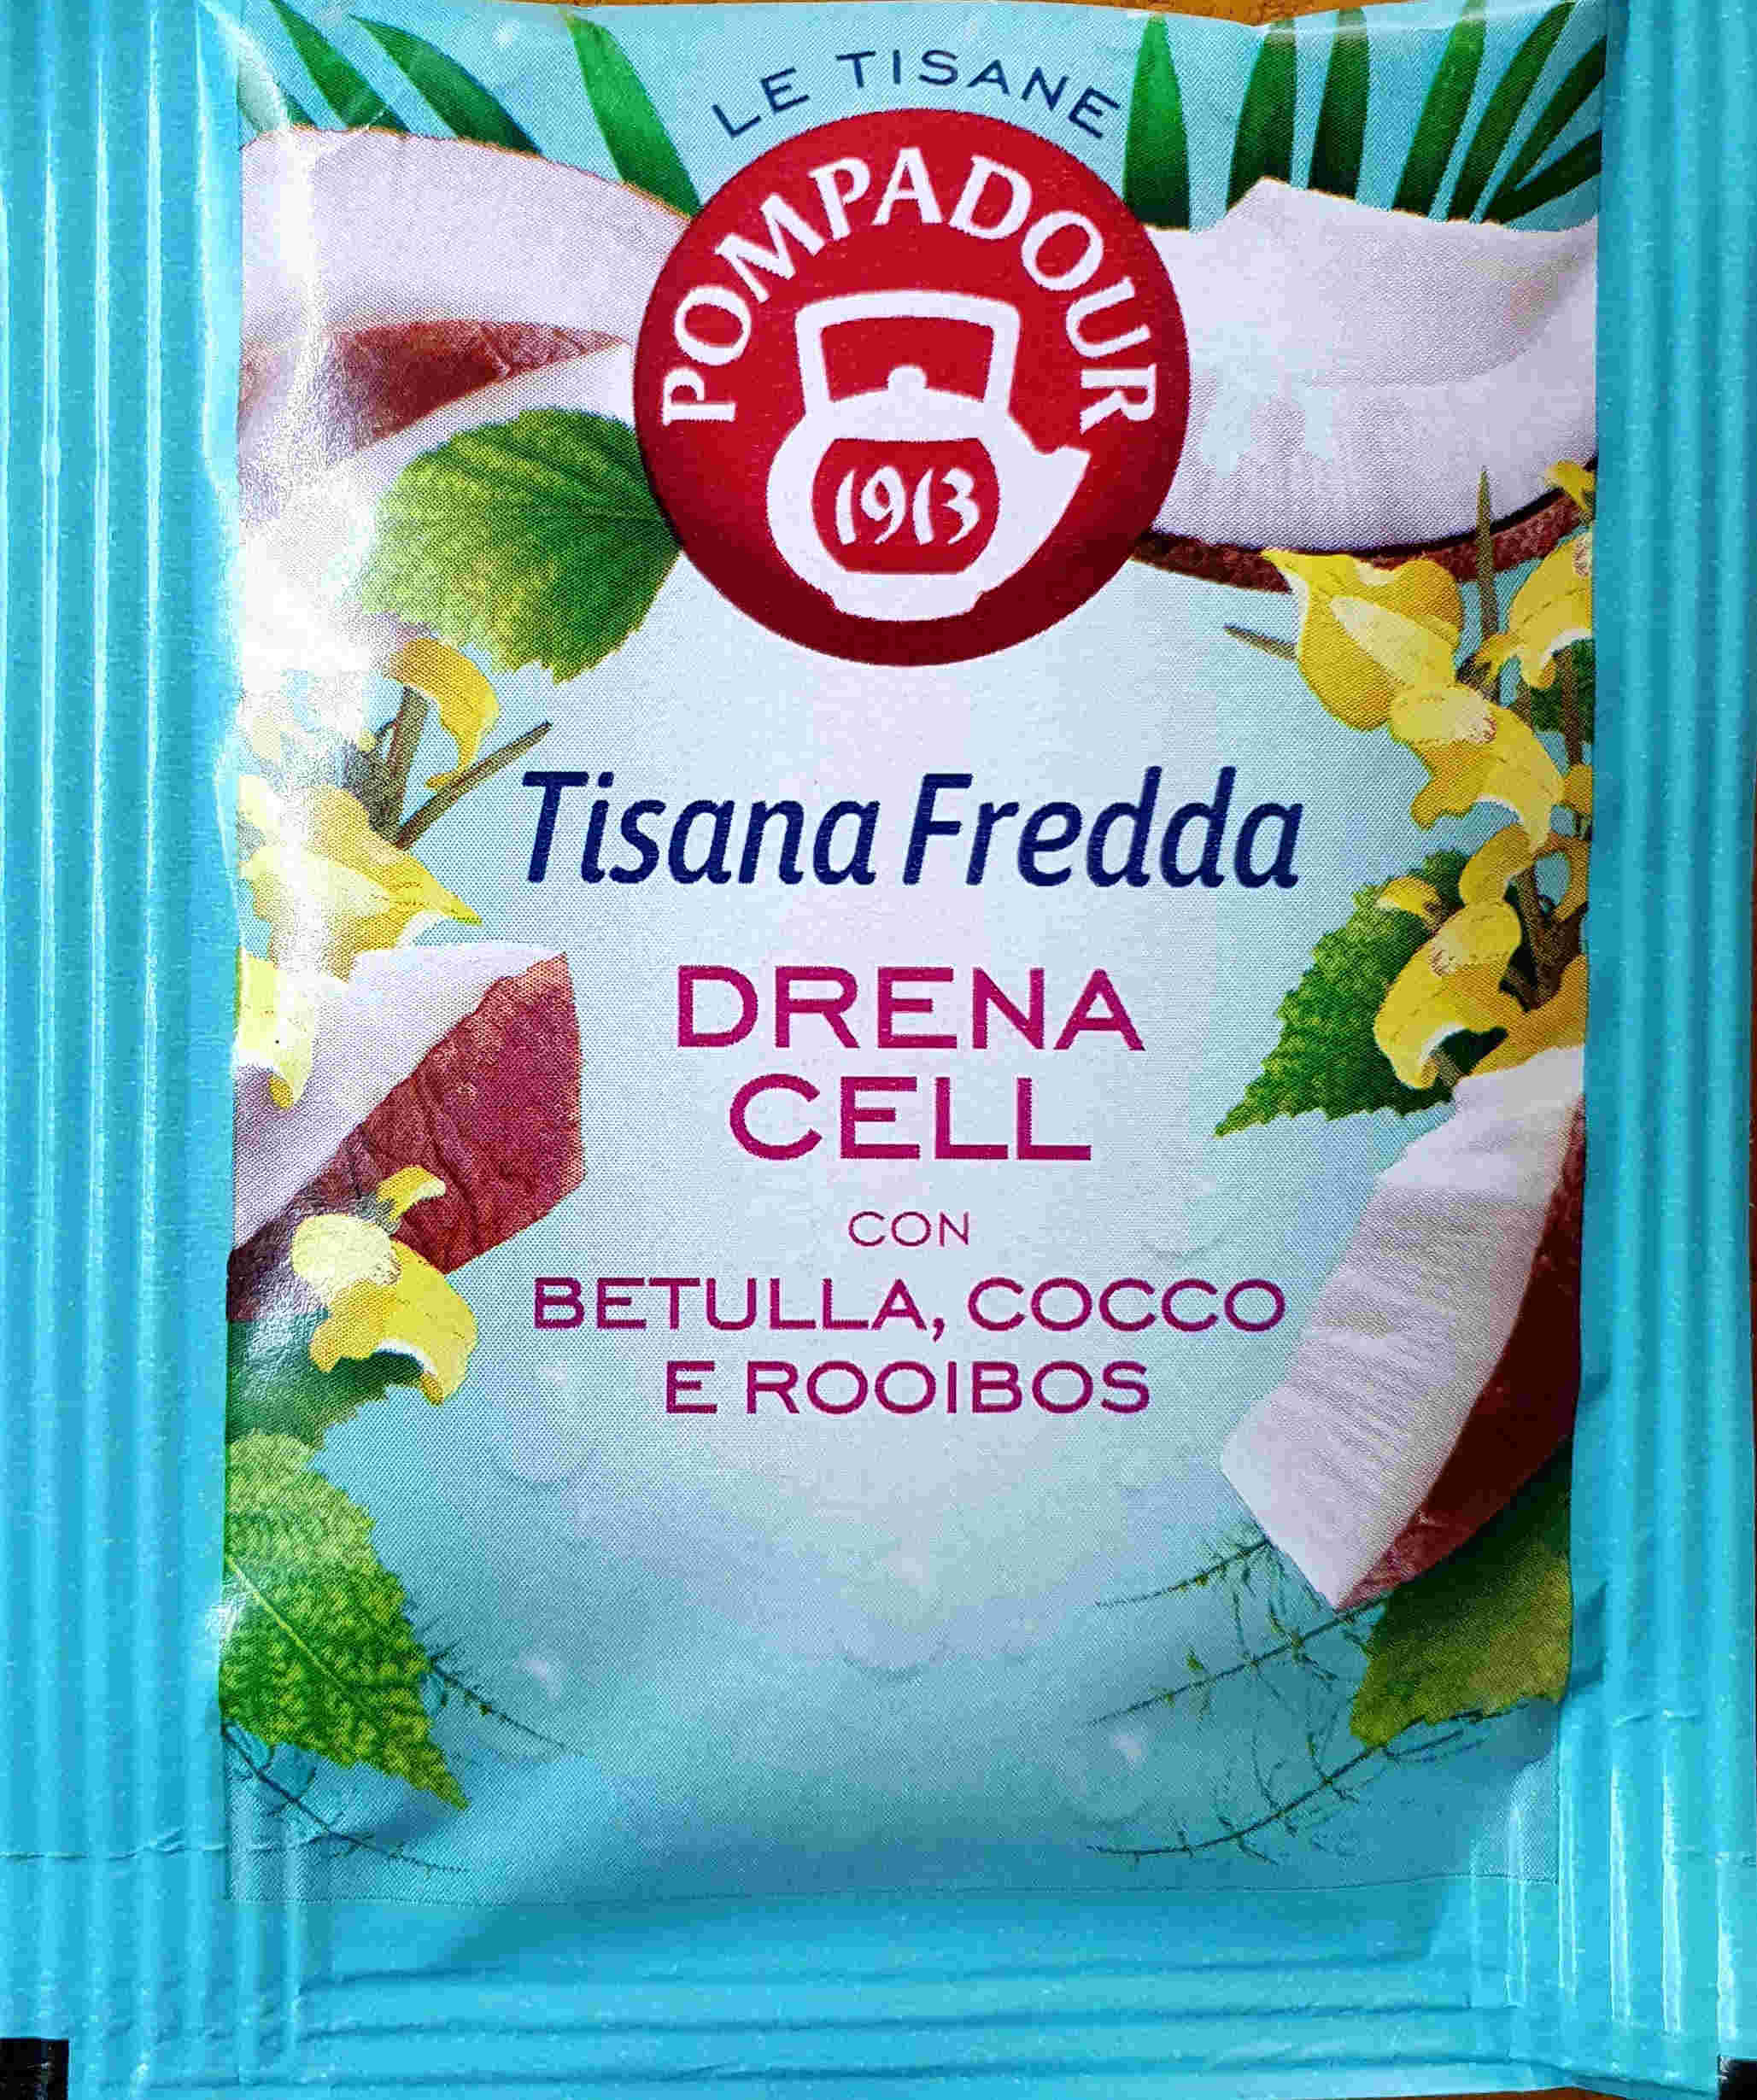 LE TISANE
POMPADOUR
1913
Tisana Fredda
DRENA
CELL
CON
BETULLA, COCCO
E ROOIBOS